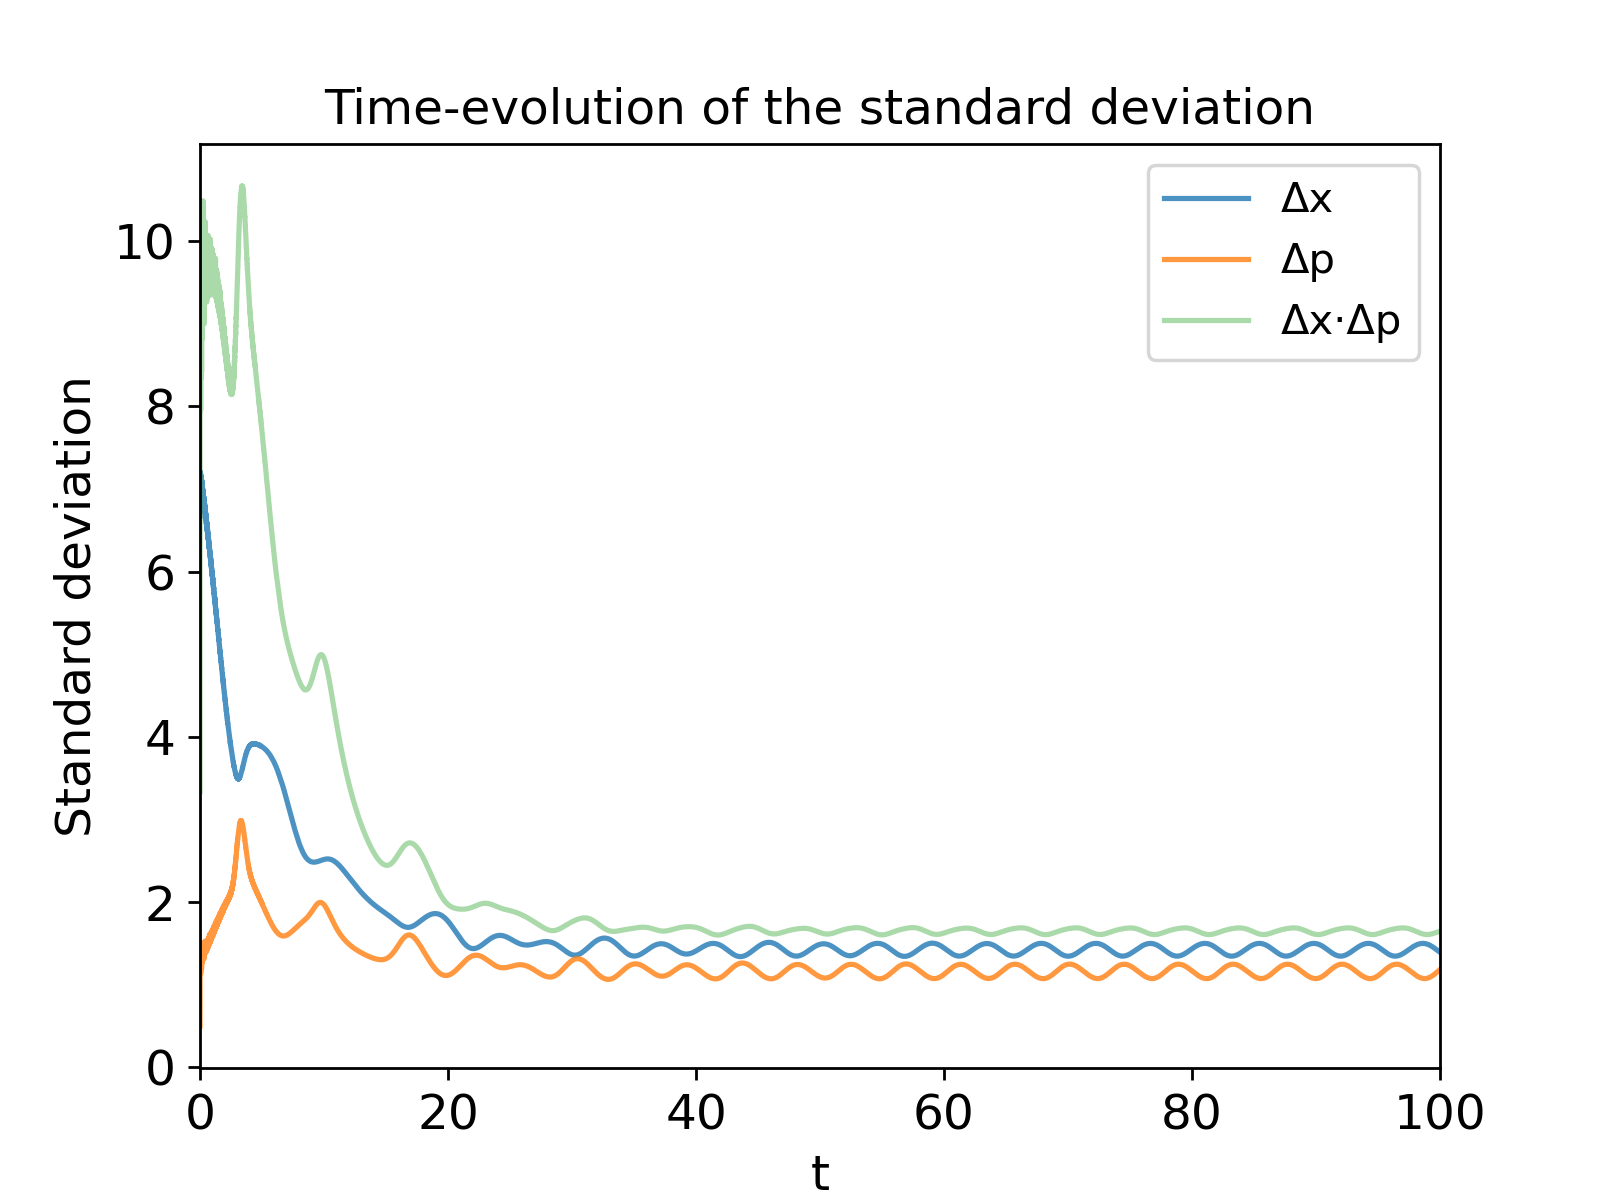 Time-evolution of the standard deviation
Δx
Δp
Δx·Δp
Standard deviation
10
8
6
4
2
0
0 20 40 60 80 100
t